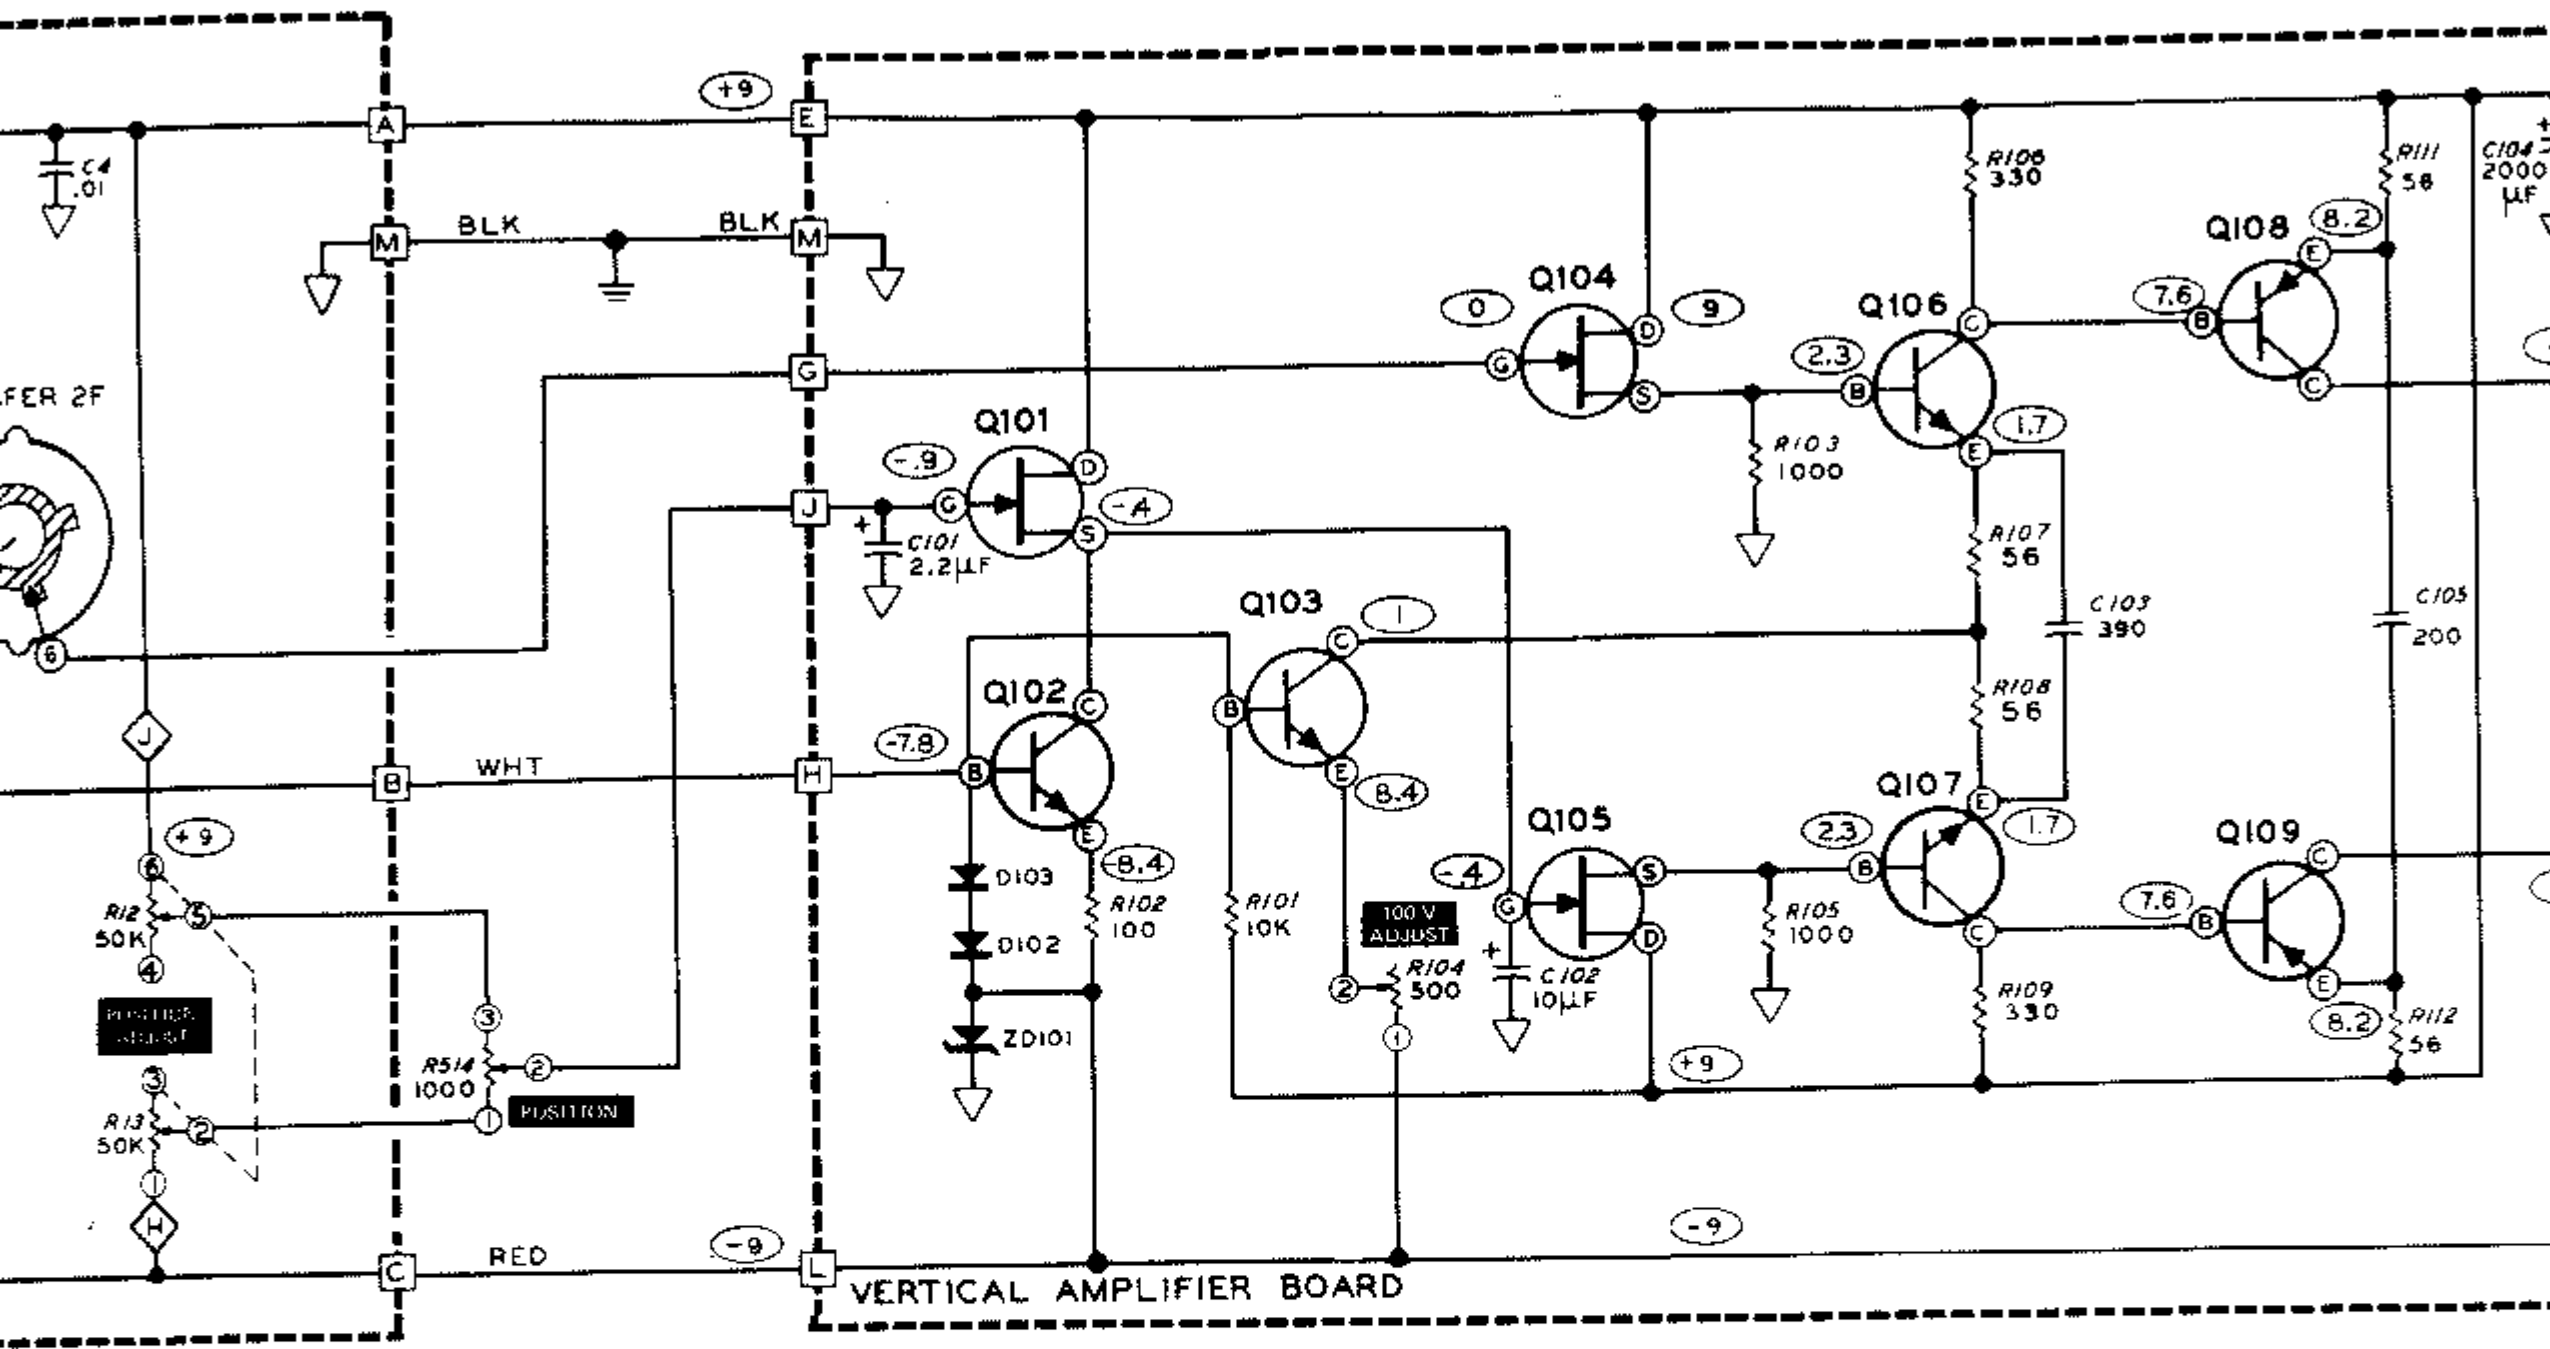 +9
A
E
C4
.01
R106
330
R111
56
C104
2000
µF
+
BLK
BLK
M
M
Q108
8.2
E
Q104
0
9
D
Q106
C
7.6
B
G
G
2.3
B
S
C
FER 2F
Q101
-.9
D
G
-.4
S
1.7
E
R103
1000
J
+
C101
2.2µF
R107
56
Q103
1
C
C103
390
C105
200
6
Q102
C
B
R108
56
J
-7.8
B
WHT
H
B
E
8.4
Q107
E
1.7
+9
6
E
-8.4
Q105
2.3
B
Q109
C
D103
R102
100
R101
10K
100 V
ADJUST
-.4
G
S
R105
1000
7.6
B
R12
50K
5
4
D102
2
R104
500
+
C102
10µF
D
C
R109
330
E
8.2
R112
56
POSITION
ADJUST
3
ZD101
1
R514
1000
2
+9
3
R13
50K
2
1
POSITION
1
H
-9
-9
C
RED
L
VERTICAL AMPLIFIER BOARD